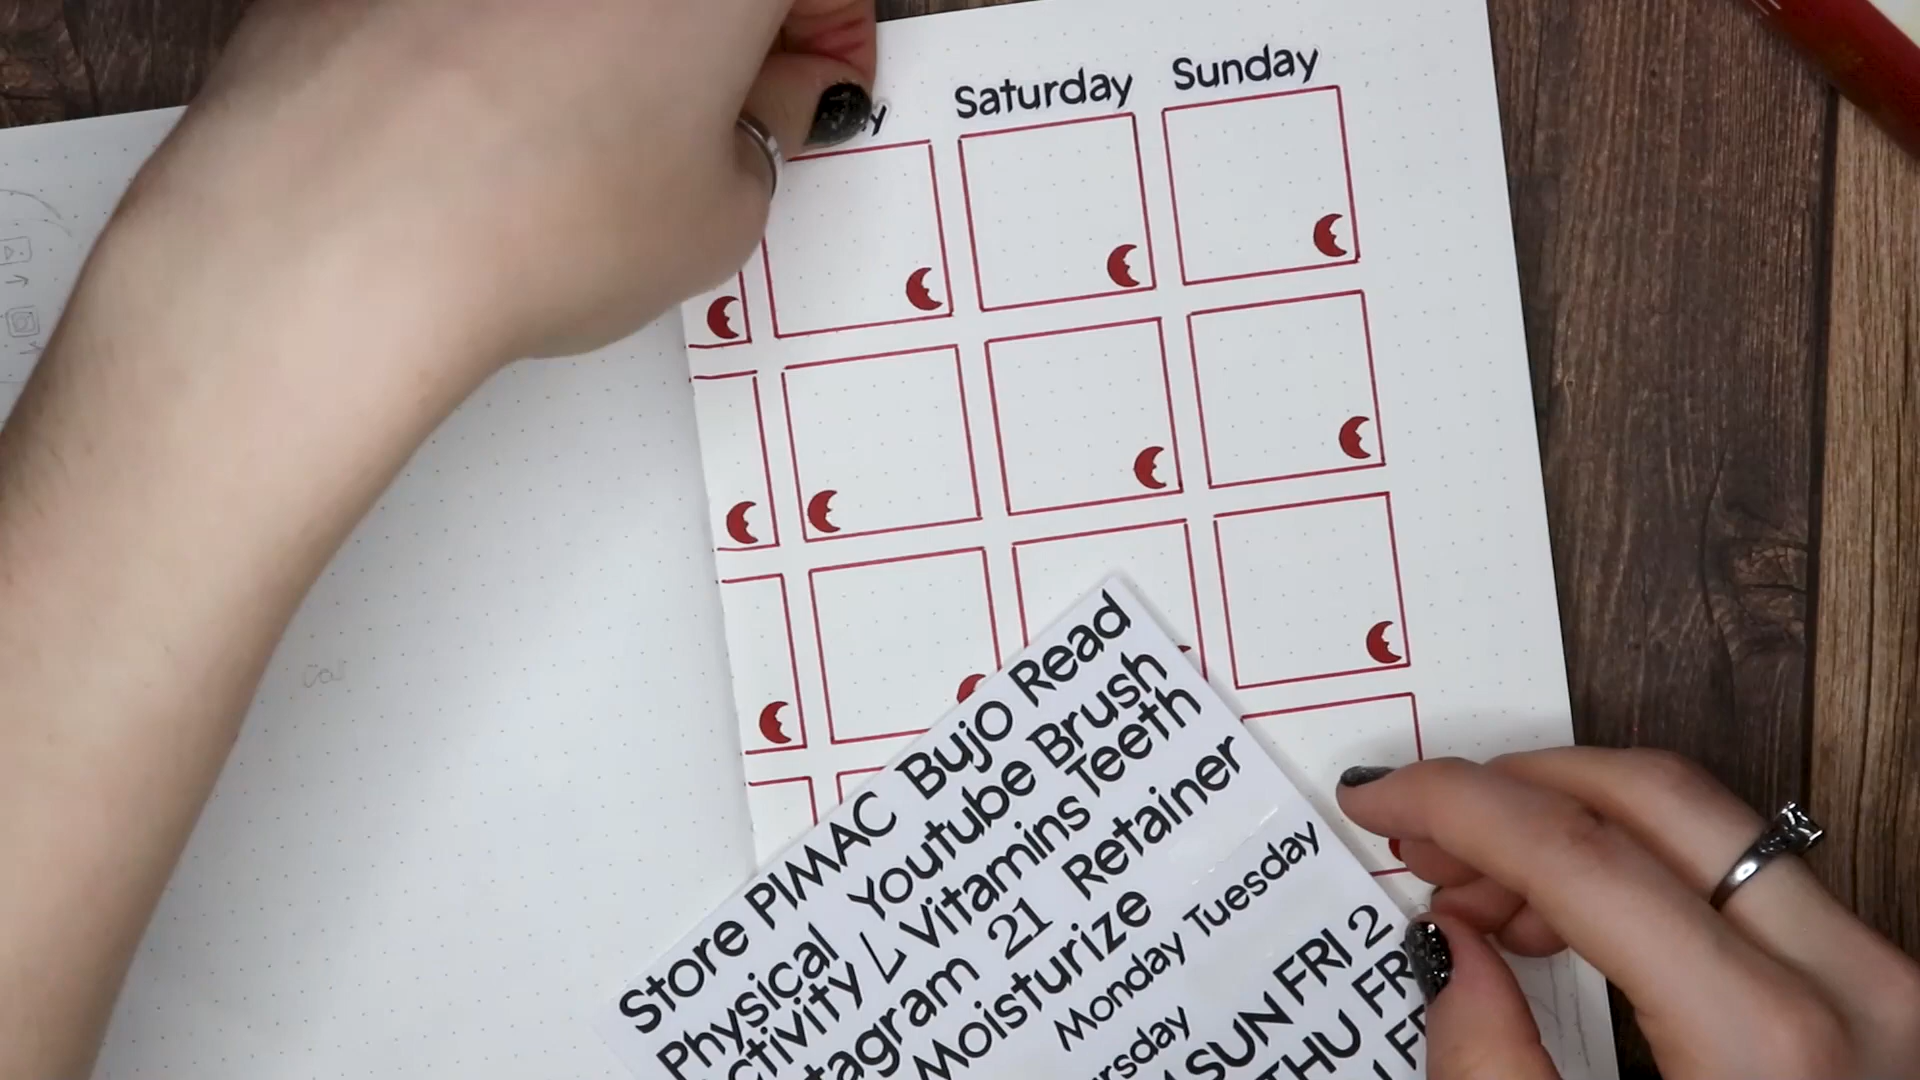 Saturday Sunday
Read
Bujo Brush
PIMAC Youtube Teeth
Store Vitamins
Physical Retainer
21
Moisturize
Monday Tuesday
SUN FRI 2
THU